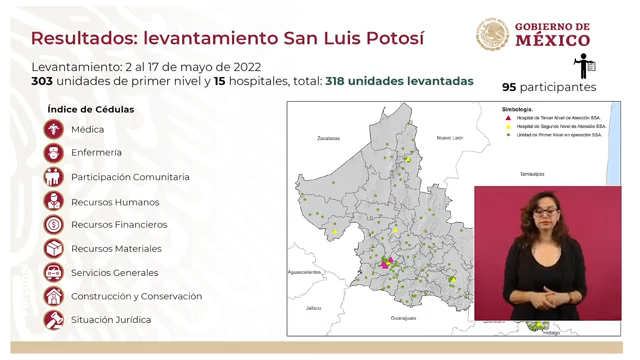 Resultados: levantamiento San Luis Potosí
GOBIERNO DE
MÉXICO
Levantamiento: 2 al 17 de mayo de 2022
303 unidades de primer nivel y 15 hospitales, total: 318 unidades levantadas
95 participantes
Índice de Cédulas
Médica
Enfermería
Participación Comunitaria
Recursos Humanos
Recursos Financieros
Recursos Materiales
Servicios Generales
Construcción y Conservación
Situación Jurídica
Simbología.
Hospital de Tercer Nivel de Atención SSA.
Hospital de Segundo Nivel de Atención SSA.
Unidad de Primer Nivel en operación SSA.
Zacatecas
Nuevo León
Tamaulipas
Aguascalientes
Jalisco
Guanajuato
Hidalgo